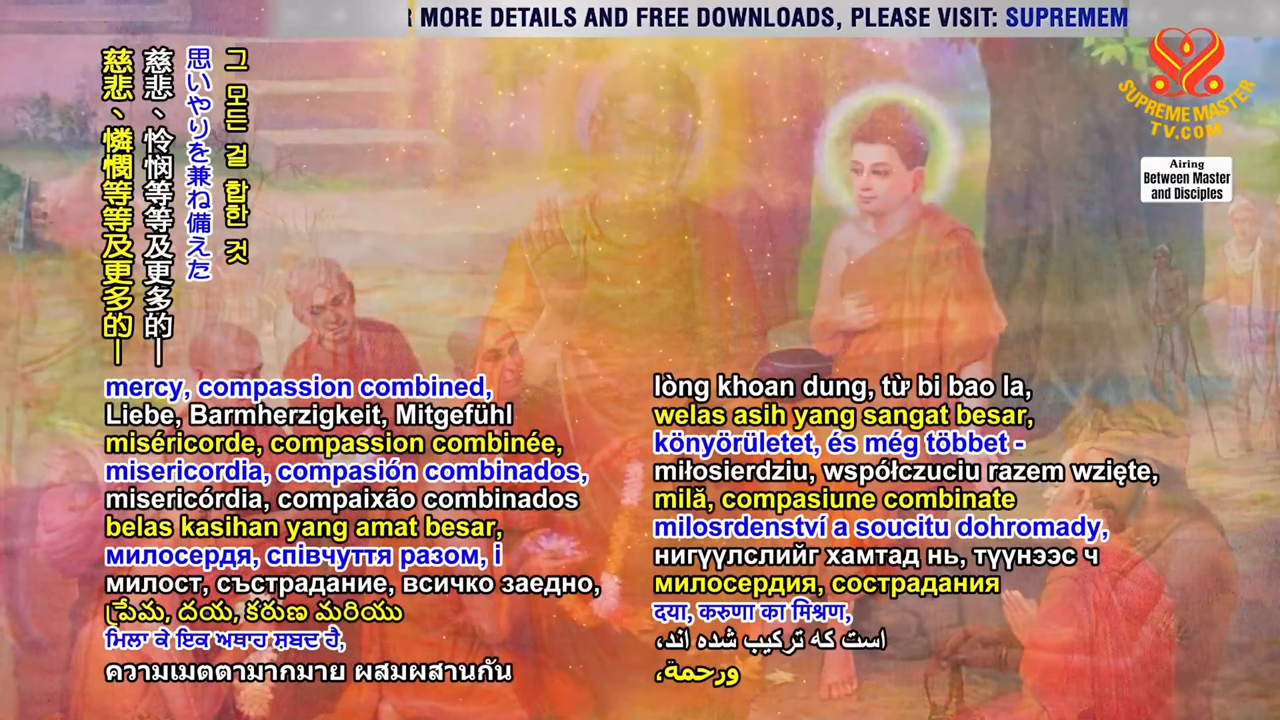 MORE DETAILS AND FREE DOWNLOADS, PLEASE VISIT: SUPREMEM
SUPREME MASTER
TV.COM
Airing
Between Master
and Disciples
그 모든 걸 합한 것
思いやりを兼ね備えた
慈悲、怜悯等等及更多的—
慈悲、憐憫等等及更多的—
mercy, compassion combined,
Liebe, Barmherzigkeit, Mitgefühl
miséricorde, compassion combinée,
misericordia, compasión combinados,
misericórdia, compaixão combinados
belas kasihan yang amat besar,
милосердя, співчуття разом, і
милост, състрадание, всичко заедно,
ప్రేమ, దయ, కరుణ మరియు
ਮਿਲਾ ਕੇ ਇਕ ਅਥਾਹ ਸ਼ਬਦ ਹੈ,
ความเมตตามากมาย ผสมผสานกัน
lòng khoan dung, từ bi bao la,
welas asih yang sangat besar,
könyörületet, és még többet -
miłosierdziu, współczuciu razem wzięte,
milă, compasiune combinate
milosrdenství a soucitu dohromady,
нигүүлслийг хамтад нь, түүнээс ч
милосердия, сострадания
दया, करुणा का मिश्रण,
است که ترکیب شده اند،
ورحمة،